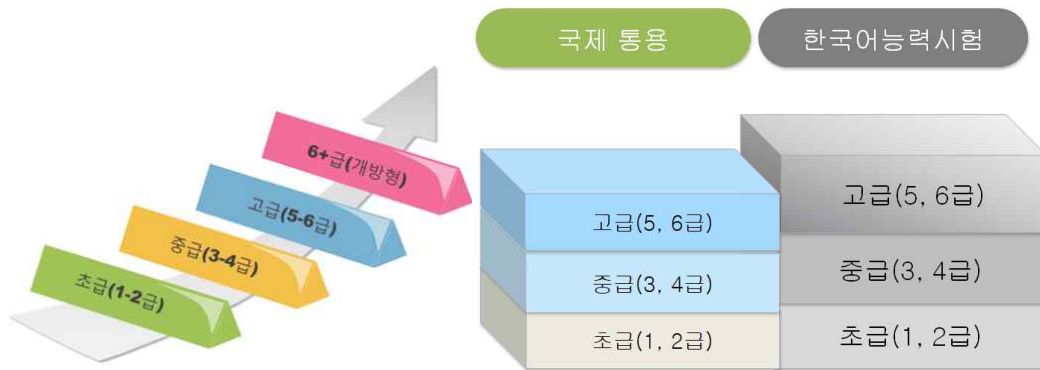 국제 통용
한국어능력시험
6+급(개방형)
고급(5-6급)
중급(3-4급)
초급(1-2급)
고급(5, 6급)
중급(3, 4급)
초급(1, 2급)
고급(5, 6급)
중급(3, 4급)
초급(1, 2급)